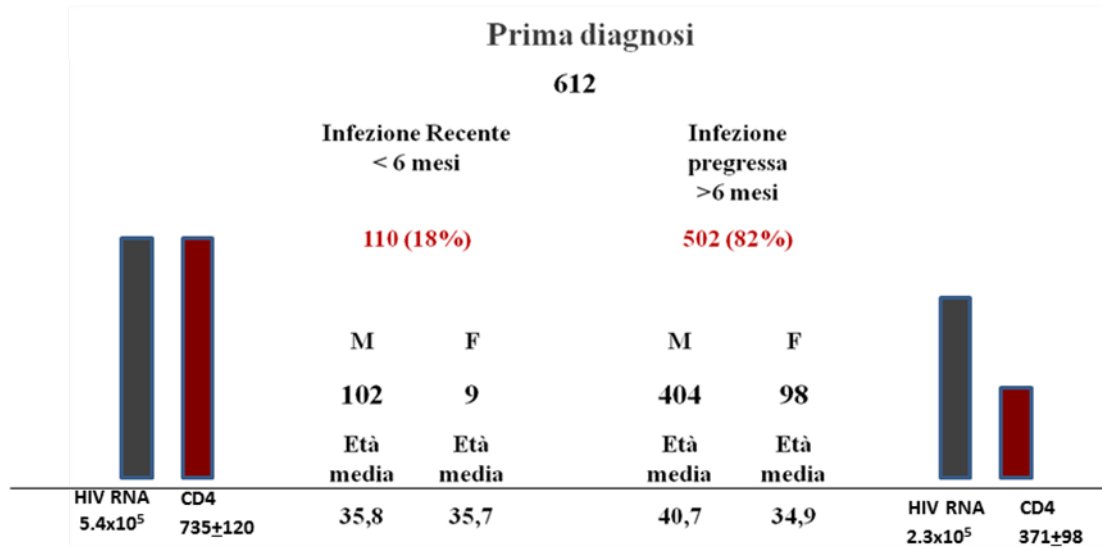 Prima diagnosi
612
Infezione Recente
< 6 mesi
Infezione
pregressa
>6 mesi
110 (18%)
502 (82%)
M F M F
102 9 404 98
Età Età Età Età
media media media media
HIV RNA CD4
5.4x10⁵ 735±120
35,8 35,7 40,7 34,9
HIV RNA CD4
2.3x10⁵ 371±98